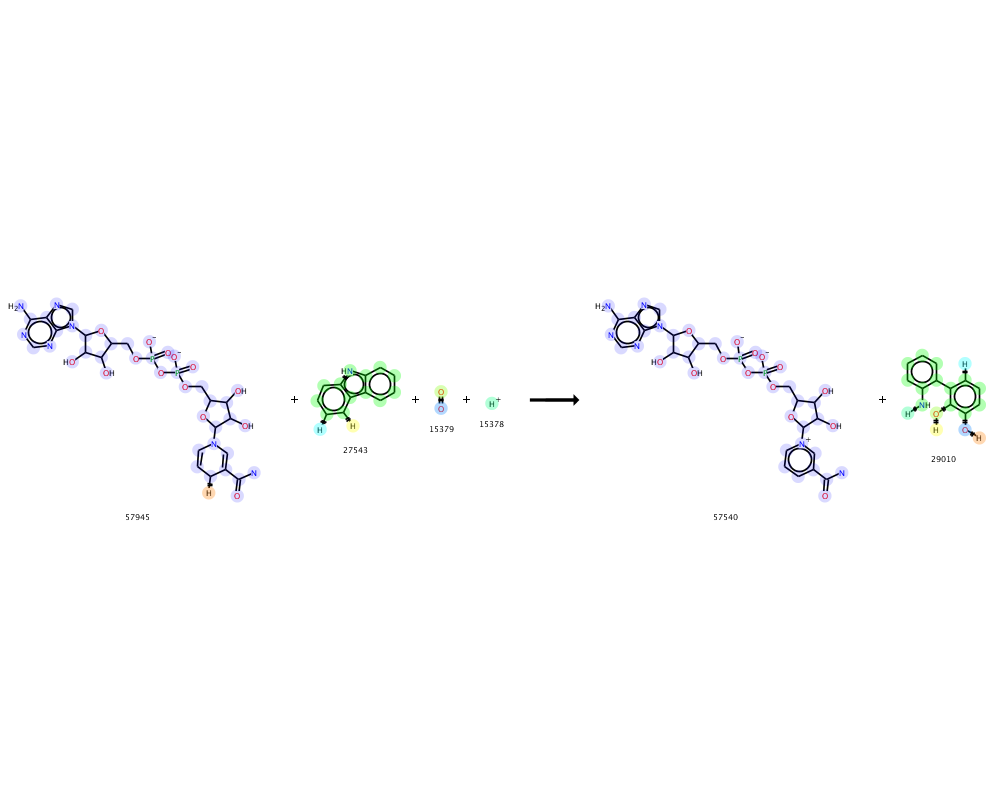 H₂N N N N N O HO OH O O⁻ P O O O⁻ P O O OH O OH N N O H
57945
+
HN H H
27543
+
O O
15379
+
H⁺
15378
H₂N N N N N O HO OH O O⁻ P O O O⁻ P O O OH O OH N⁺ N O
57540
+
H NH H O H O H
29010